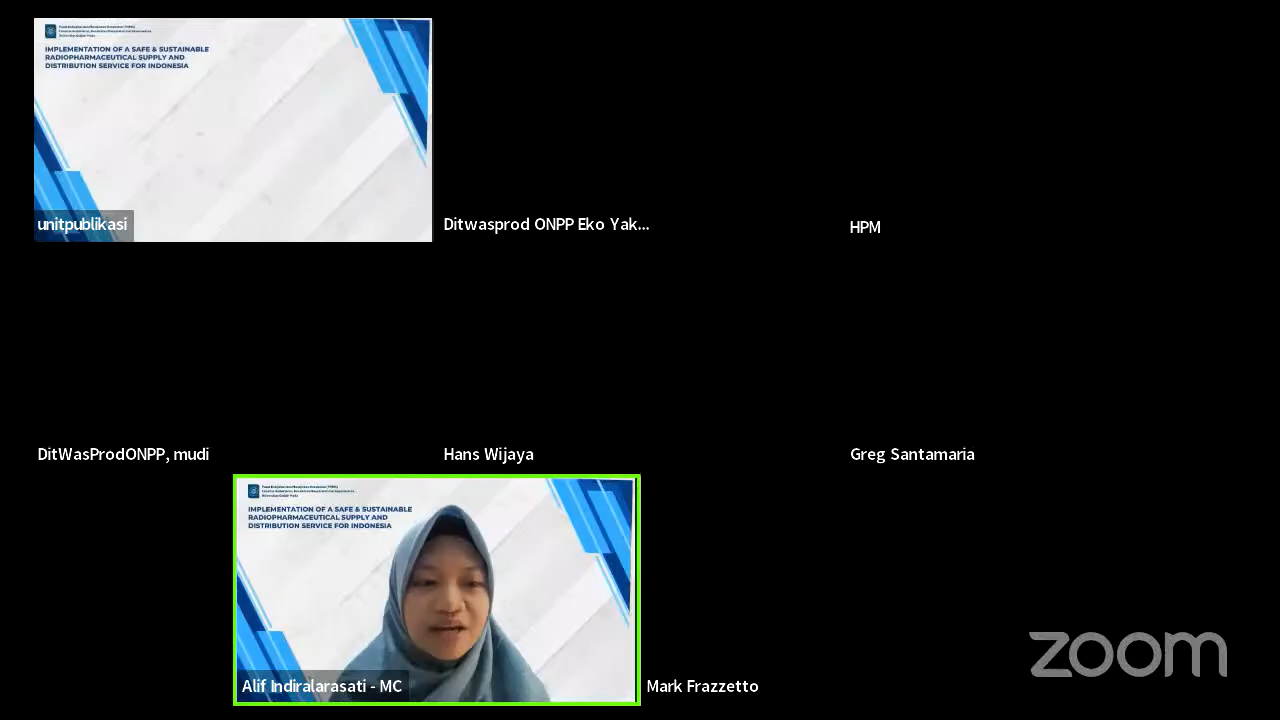 IMPLEMENTATION OF A SAFE & SUSTAINABLE
RADIOPHARMACEUTICAL SUPPLY AND
DISTRIBUTION SERVICE FOR INDONESIA
unitpublikasi
Ditwasprod ONPP Eko Yak...
HPM
DitWasProdONPP, mudi
Hans Wijaya
Greg Santamaria
IMPLEMENTATION OF A SAFE & SUSTAINABLE
RADIOPHARMACEUTICAL SUPPLY AND
DISTRIBUTION SERVICE FOR INDONESIA
Alif Indiralarasati - MC
Mark Frazzetto
zoom